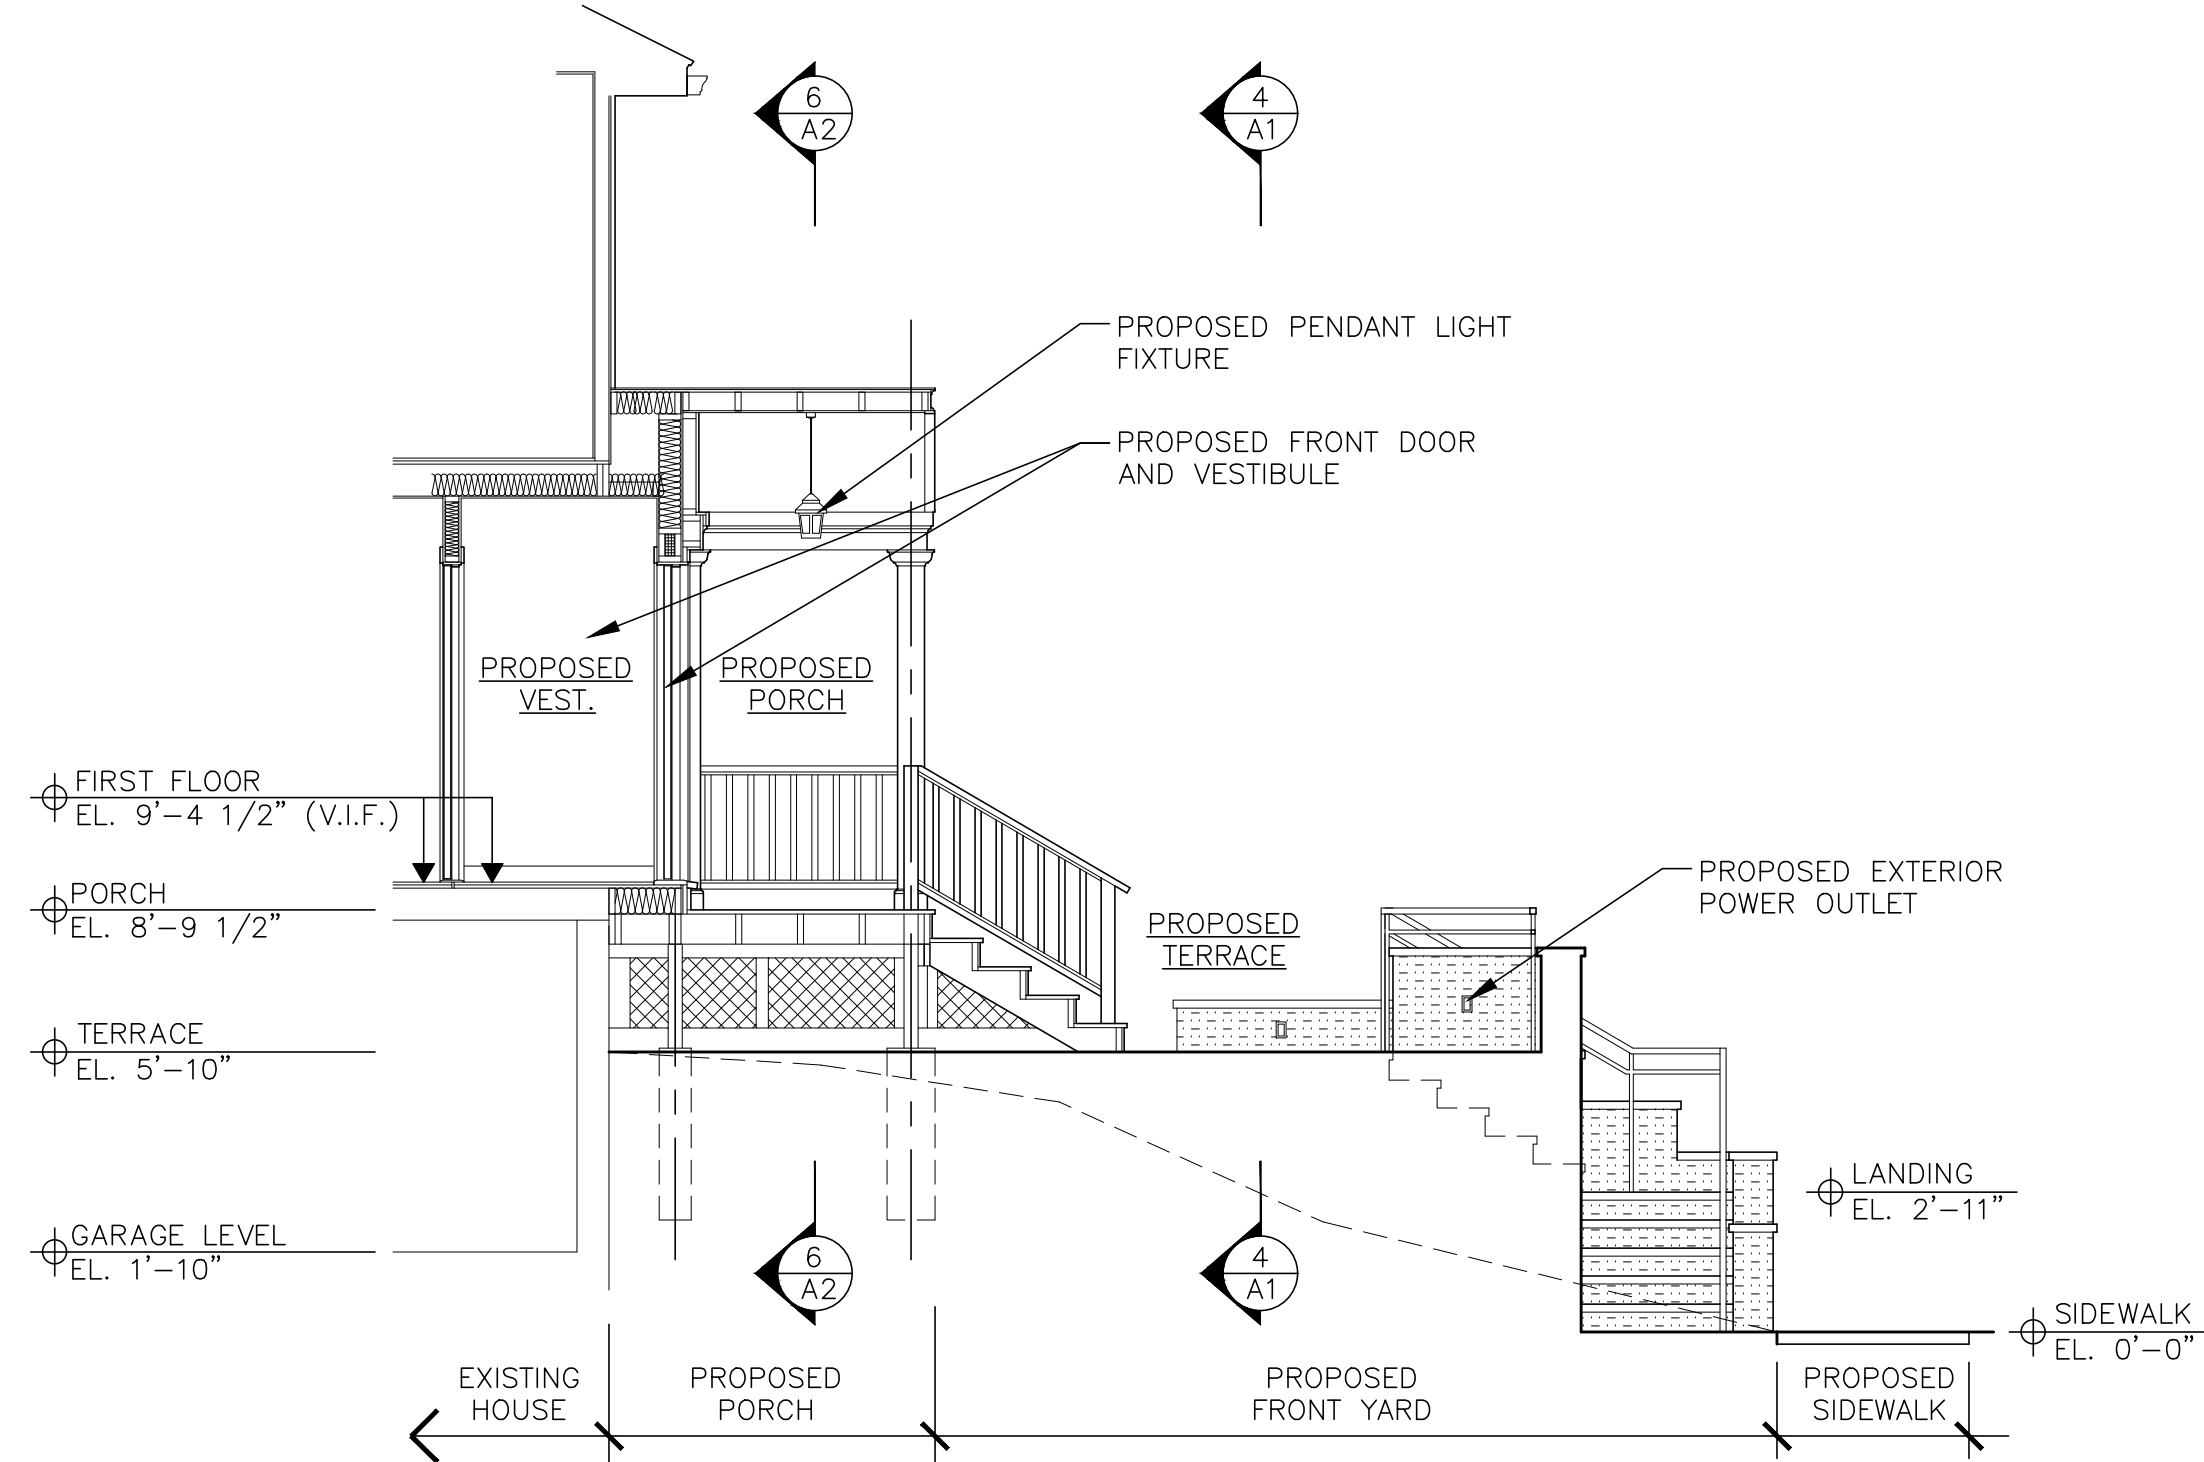 6
A2
4
A1
PROPOSED PENDANT LIGHT
FIXTURE
PROPOSED FRONT DOOR
AND VESTIBULE
PROPOSED
VEST.
PROPOSED
PORCH
FIRST FLOOR
EL. 9'-4 1/2" (V.I.F.)
PORCH
EL. 8'-9 1/2"
PROPOSED EXTERIOR
POWER OUTLET
PROPOSED
TERRACE
TERRACE
EL. 5'-10"
LANDING
EL. 2'-11"
GARAGE LEVEL
EL. 1'-10"
6
A2
4
A1
SIDEWALK
EL. 0'-0"
EXISTING
HOUSE
PROPOSED
PORCH
PROPOSED
FRONT YARD
PROPOSED
SIDEWALK